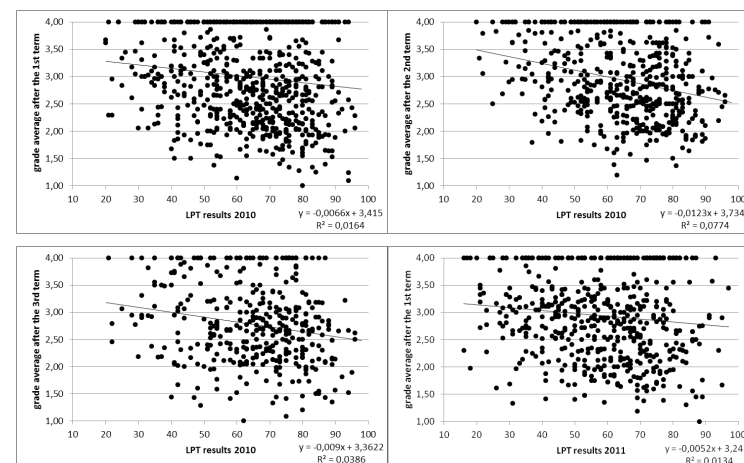 grade average after the 1st term
4,00
3,50
3,00
2,50
2,00
1,50
1,00
10 20 30 40 50 60 70 80 90 100
LPT results 2010
y = -0,0066x + 3,415
R² = 0,0164
grade average after the 2nd term
4,00
3,50
3,00
2,50
2,00
1,50
1,00
10 20 30 40 50 60 70 80 90 100
LPT results 2010
y = -0,0123x + 3,734
R² = 0,0774
grade average after the 3rd term
4,00
3,50
3,00
2,50
2,00
1,50
1,00
10 20 30 40 50 60 70 80 90 100
LPT results 2010
y = -0,009x + 3,3622
R² = 0,0386
grade average after the 1st term
4,00
3,50
3,00
2,50
2,00
1,50
1,00
10 20 30 40 50 60 70 80 90 100
LPT results 2011
y = -0,0052x + 3,24
R² = 0,0134